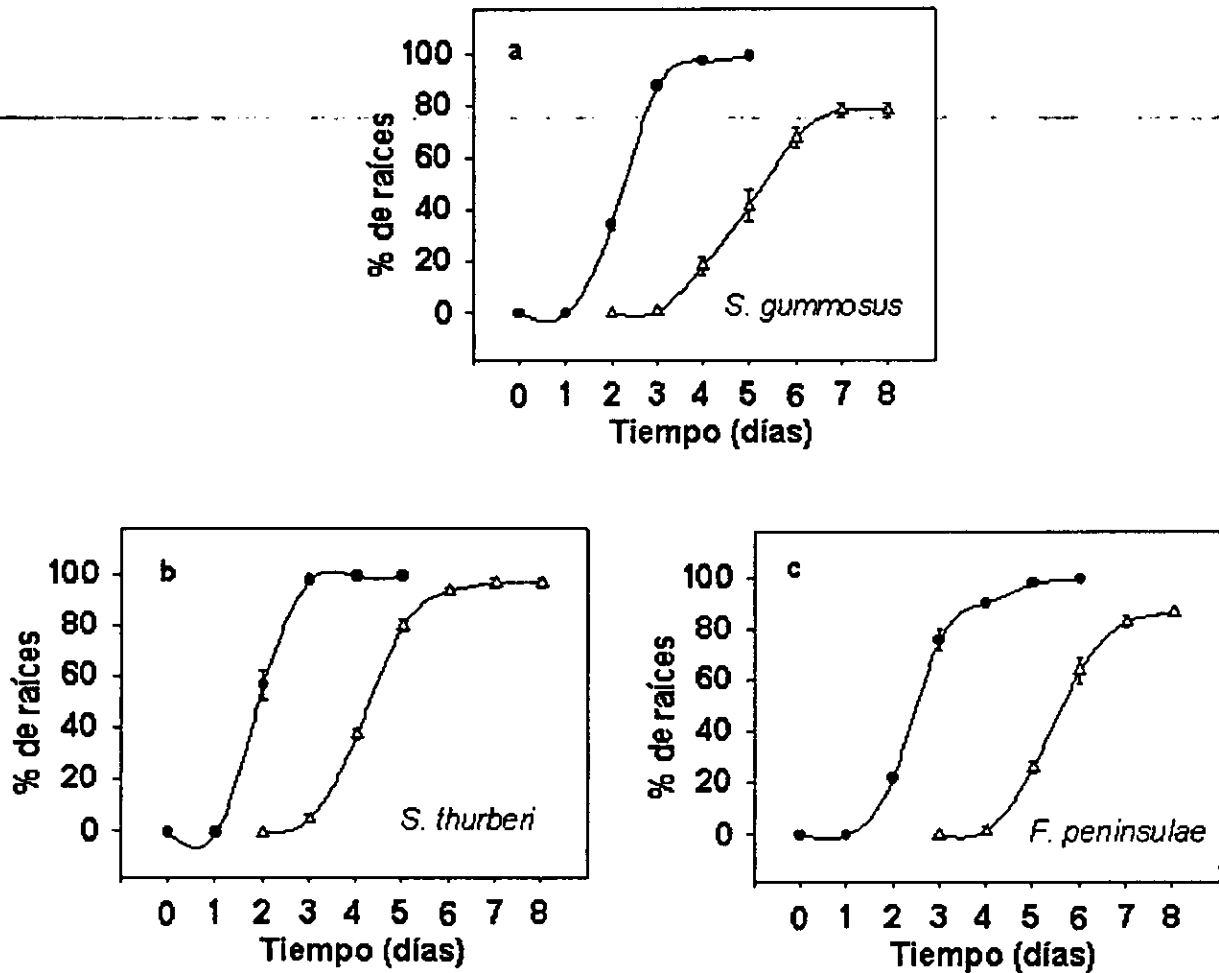 a
100
80
60
40
20
0
% de raíces
S. gummosus
0 1 2 3 4 5 6 7 8
Tiempo (días)
b
100
80
60
40
20
0
% de raíces
S. thurberi
0 1 2 3 4 5 6 7 8
Tiempo (días)
c
100
80
60
40
20
0
% de raíces
F. peninsulae
0 1 2 3 4 5 6 7 8
Tiempo (días)